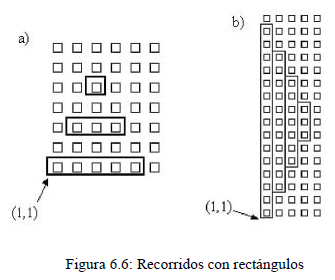 a)
b)
(1,1)
(1,1)
Figura 6.6: Recorridos con rectángulos